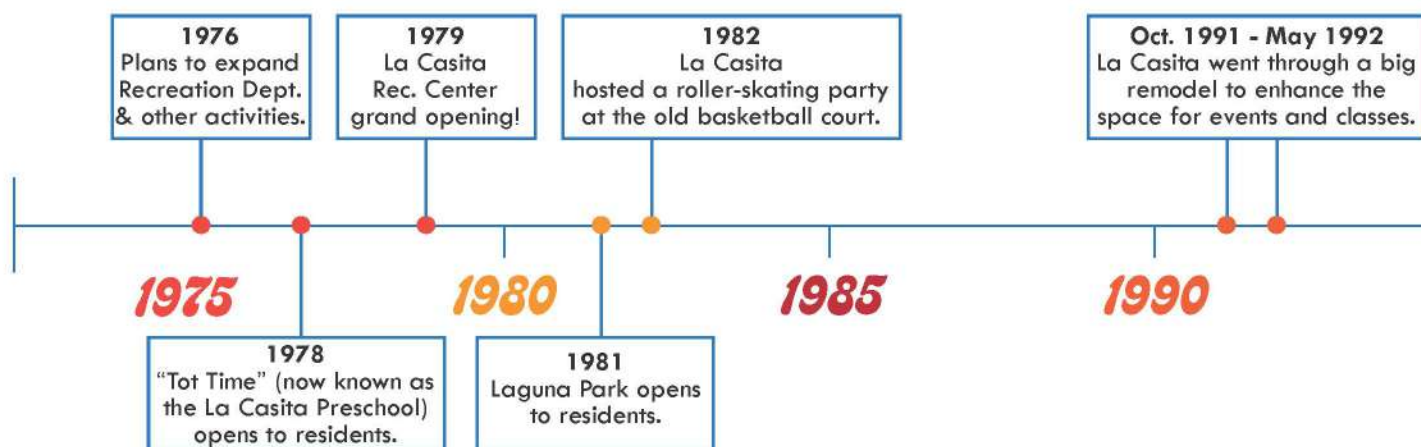 1976
Plans to expand
Recreation Dept.
& other activities.
1979
La Casita
Rec. Center
grand opening!
1982
La Casita
hosted a roller-skating party
at the old basketball court.
Oct. 1991 - May 1992
La Casita went through a big
remodel to enhance the
space for events and classes.
1975
1980
1985
1990
1978
“Tot Time” (now known as
the La Casita Preschool)
opens to residents.
1981
Laguna Park opens
to residents.